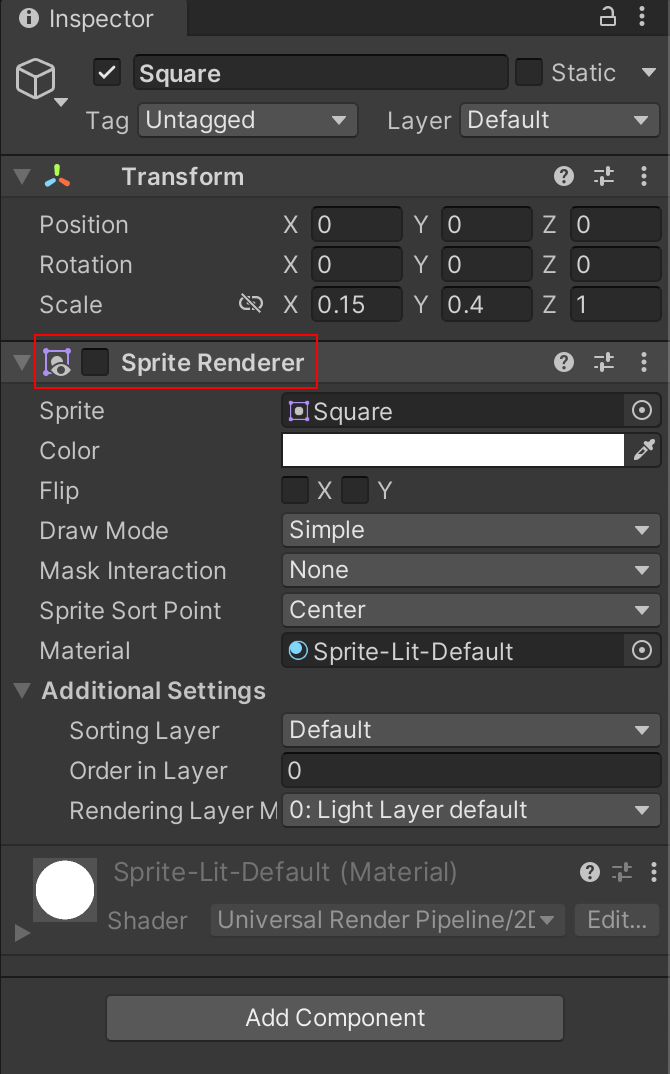 Inspector
Square
Static
Tag Untagged Layer Default
Transform
Position X 0 Y 0 Z 0
Rotation X 0 Y 0 Z 0
Scale X 0.15 Y 0.4 Z 1
Sprite Renderer
Sprite Square
Color
Flip X Y
Draw Mode Simple
Mask Interaction None
Sprite Sort Point Center
Material Sprite-Lit-Default
Additional Settings
Sorting Layer Default
Order in Layer 0
Rendering Layer M 0: Light Layer default
Sprite-Lit-Default (Material)
Shader Universal Render Pipeline/2D Edit...
Add Component